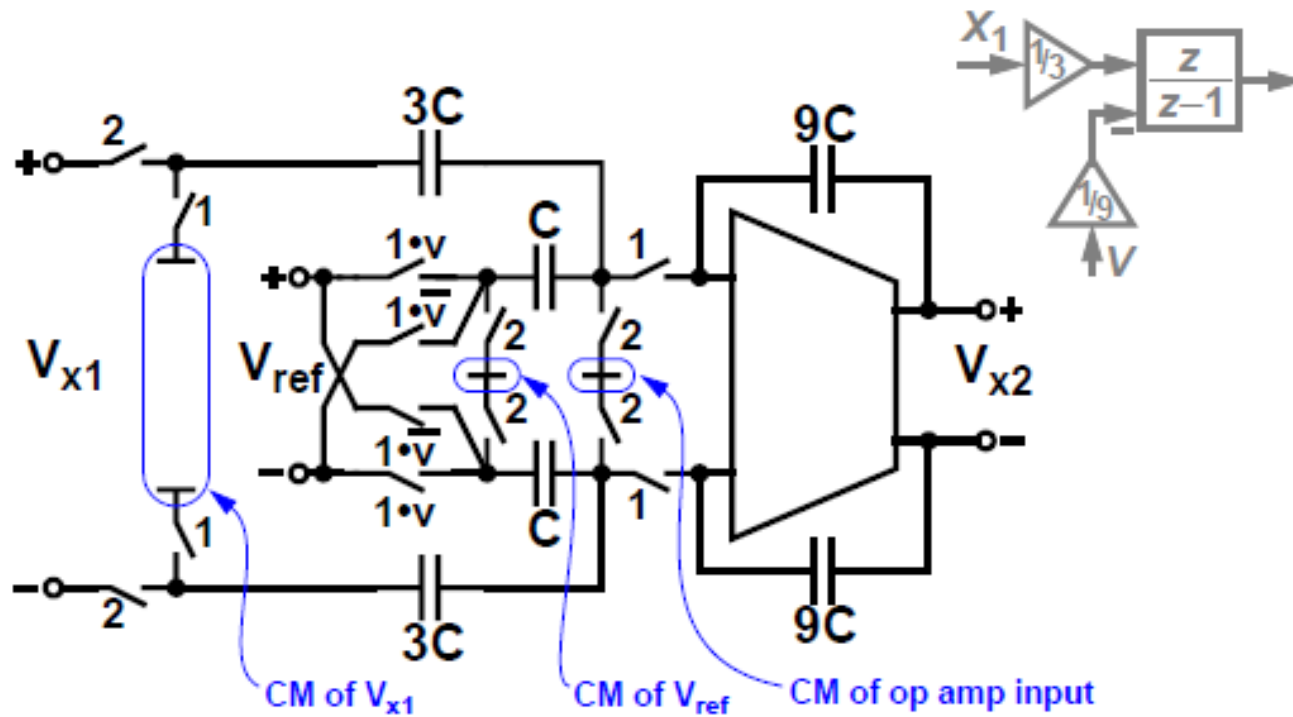 X1
1/3
z
z−1
−
1/9
V
3C
9C
2
+
1
1•v
C
1
+
1•v̄
2
2
+
Vx1
Vref
Vx2
2
2
−
1•v̄
−
1•v
C
1
1
−
2
3C
9C
CM of Vx1
CM of Vref
CM of op amp input